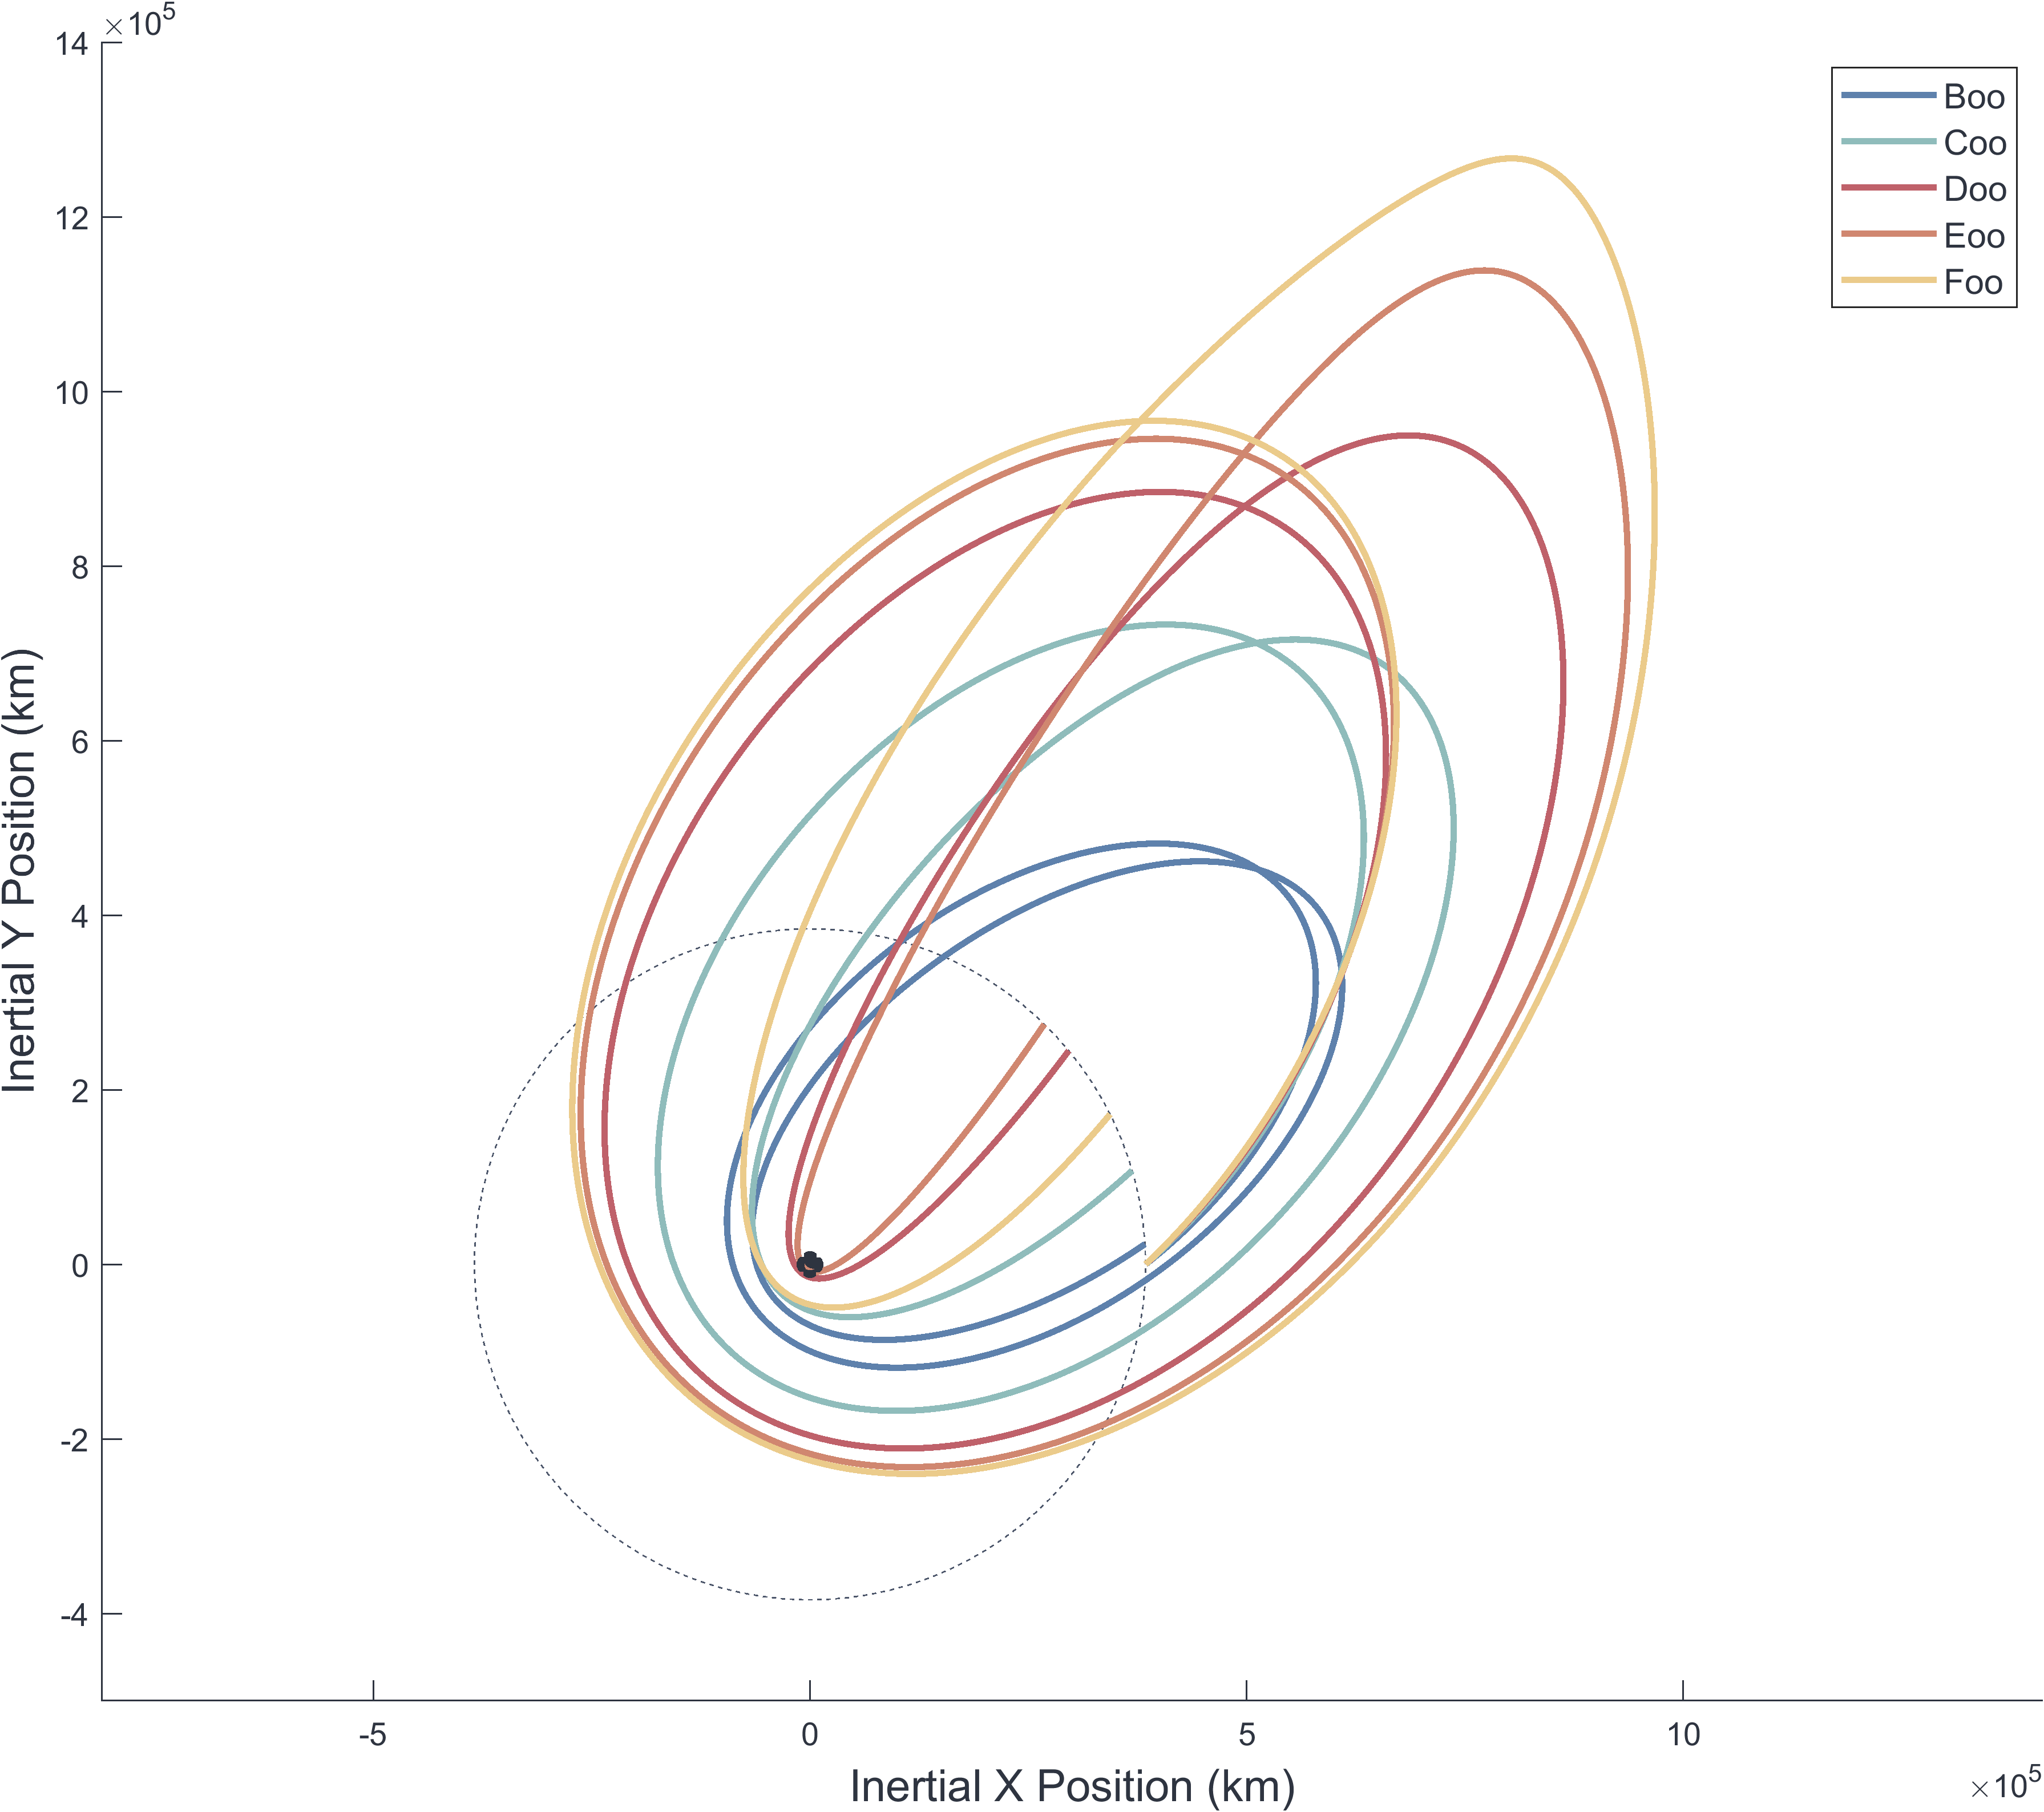 ×10⁵
14
12
10
8
6
4
2
0
-2
-4
Inertial Y Position (km)
Boo
Coo
Doo
Eoo
Foo
-5
0
5
10
Inertial X Position (km)
×10⁵